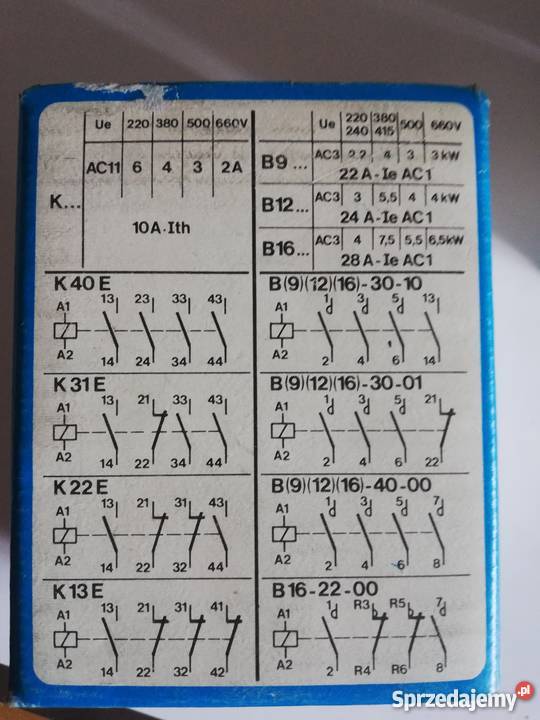 Ue 220 380 500 660V
K... AC11 6 4 3 2A
10A-Ith
Ue 220 240 380 415 500 660V
B9... AC3 2,2 4 3 3 kW
22 A-Ie AC1
B12... AC3 3 5,5 4 4 kW
24 A-Ie AC1
B16... AC3 4 7,5 5,5 6,5kW
28 A-Ie AC1
K40E
A1 13 23 33 43
A2 14 24 34 44
K31E
A1 13 21 33 43
A2 14 22 34 44
K22E
A1 13 21 31 43
A2 14 22 32 44
K13E
A1 13 21 31 41
A2 14 22 32 42
B(9)(12)(16)-30-10
A1 1 3 5 13
A2 2 4 6 14
B(9)(12)(16)-30-01
A1 1 3 5 21
A2 2 4 6 22
B(9)(12)(16)-40-00
A1 1 3 5 7
A2 2 4 6 8
B16-22-00
A1 1 R3 R5 7
A2 2 R4 R6 8
Sprzedajemy.pl